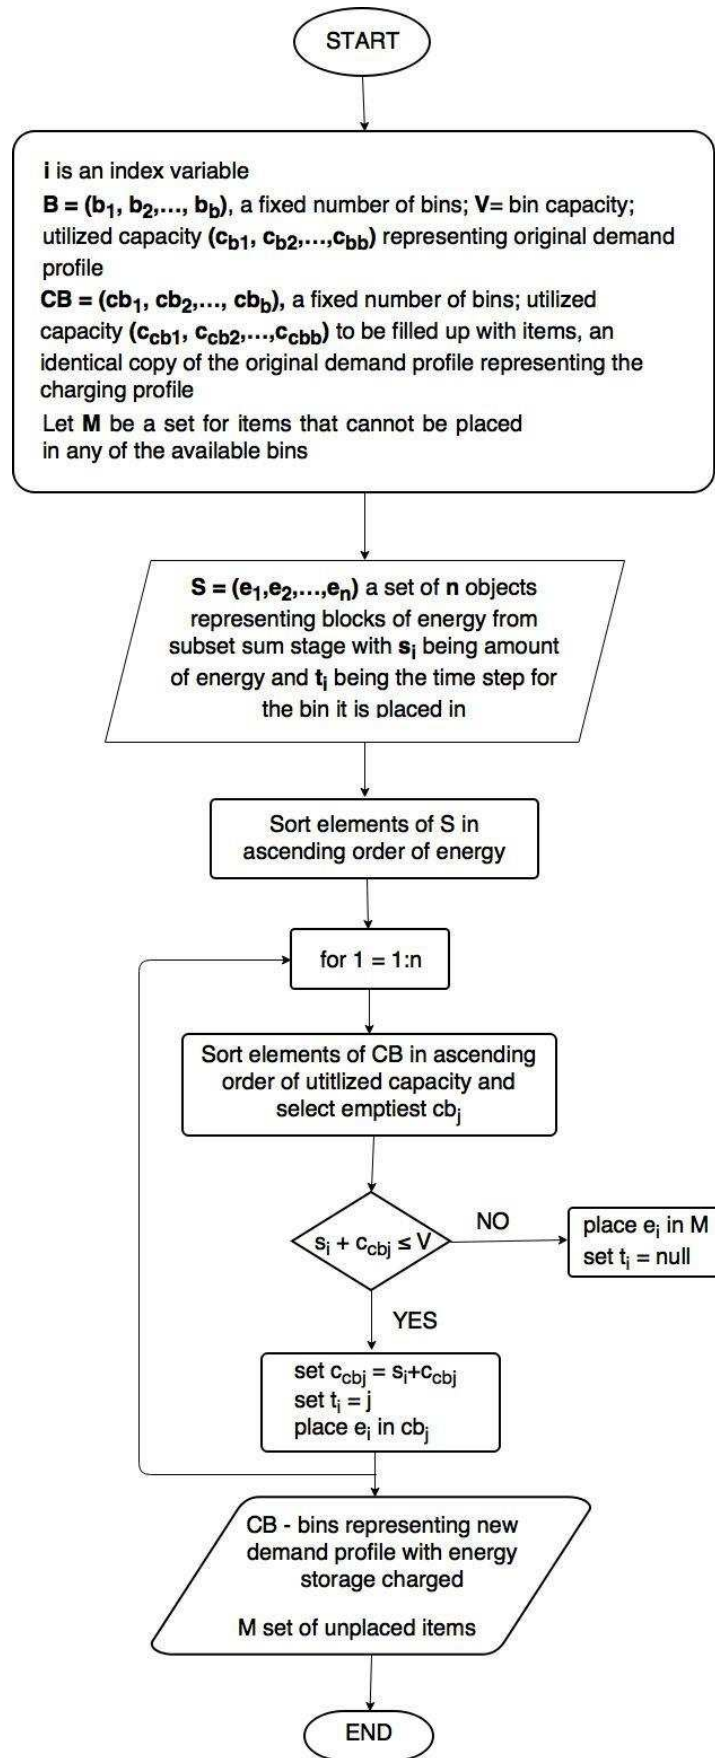 START
i is an index variable
B = (b1, b2,..., bb), a fixed number of bins; V= bin capacity;
utilized capacity (cb1, cb2,...,cbb) representing original demand
profile
CB = (cb1, cb2,..., cbb), a fixed number of bins; utilized
capacity (ccb1, ccb2,...,ccbb) to be filled up with items, an
identical copy of the original demand profile representing the
charging profile
Let M be a set for items that cannot be placed
in any of the available bins
S = (e1,e2,...,en) a set of n objects
representing blocks of energy from
subset sum stage with si being amount
of energy and ti being the time step for
the bin it is placed in
Sort elements of S in
ascending order of energy
for 1 = 1:n
Sort elements of CB in ascending
order of utitlized capacity and
select emptiest cbj
si + ccbj ≤ V
NO
place ei in M
set ti = null
YES
set ccbj = si+ccbj
set ti = j
place ei in cbj
CB - bins representing new
demand profile with energy
storage charged
M set of unplaced items
END